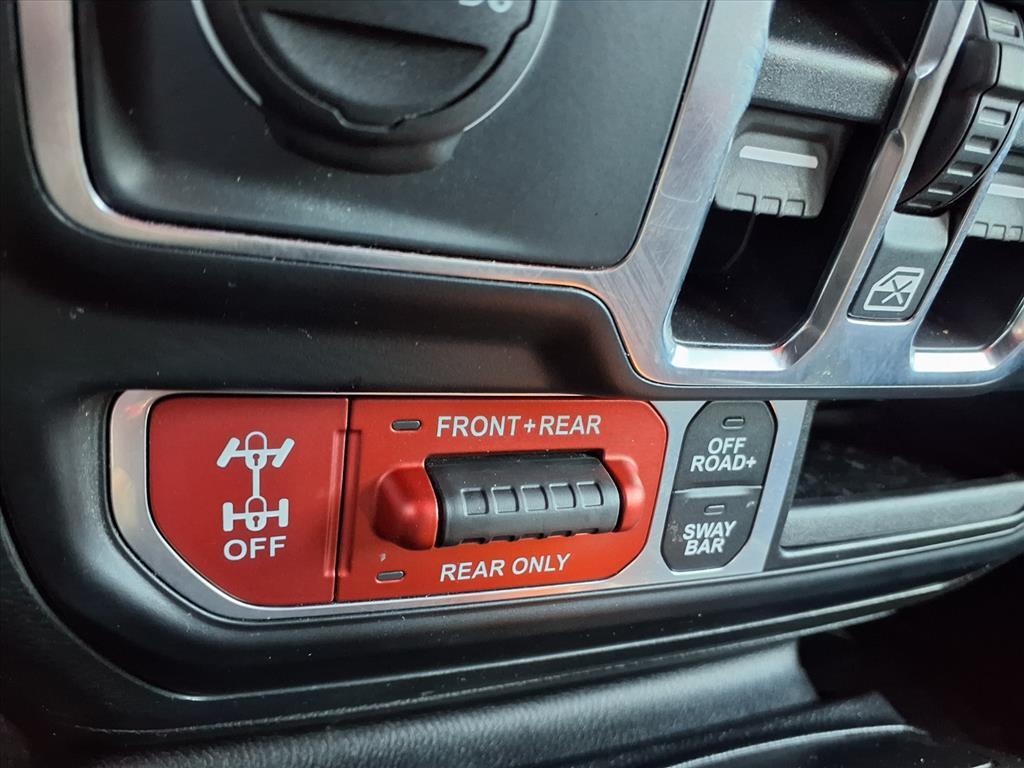 FRONT+REAR
OFF
REAR ONLY
OFF
ROAD+
SWAY
BAR